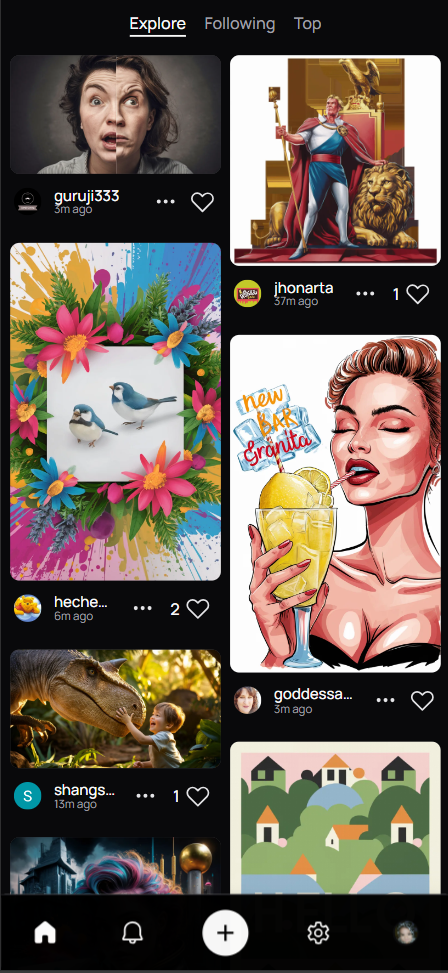 Explore Following Top
guruji333
3m ago
jhonarta
37m ago
1
new
BAR
Granita
heche...
6m ago
2
goddessa...
3m ago
shangs...
13m ago
1
S